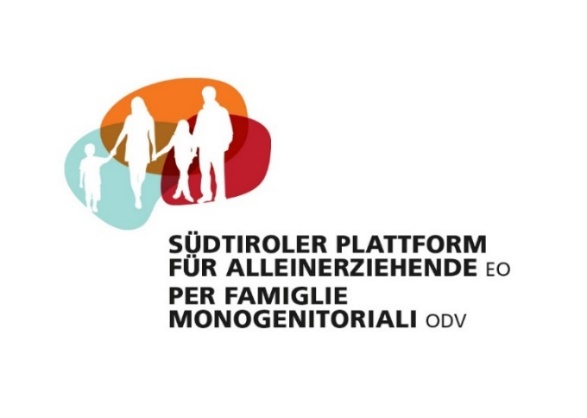 SÜDTIROLER PLATTFORM
FÜR ALLEINERZIEHENDE EO
PER FAMIGLIE
MONOGENITORIALI ODV